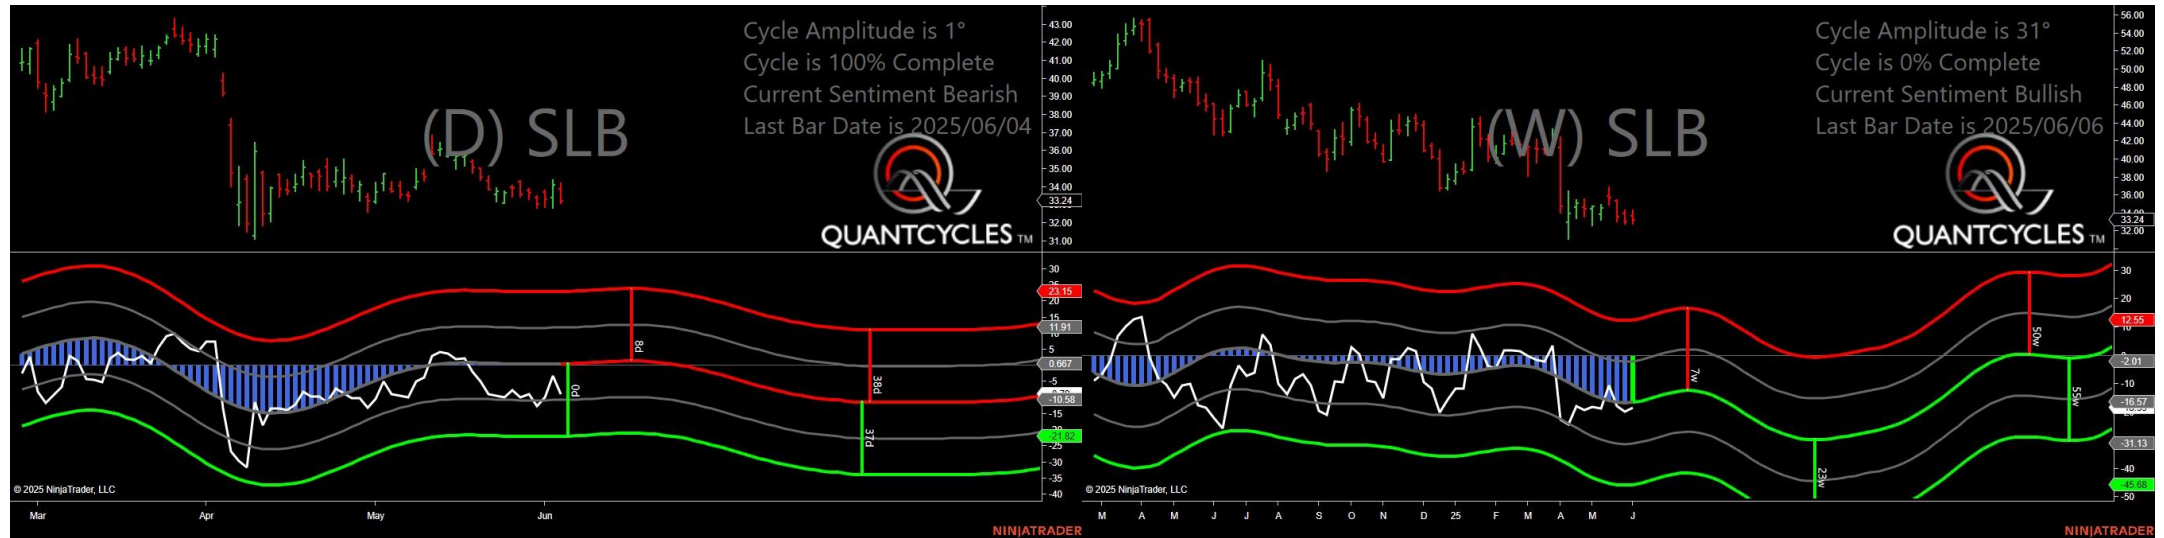 Cycle Amplitude is 1°
Cycle is 100% Complete
Current Sentiment Bearish
Last Bar Date is 2025/06/04
(D) SLB
QUANTCYCLES TM
43.00
42.00
41.00
40.00
39.00
38.00
37.00
36.00
35.00
34.00
33.24
32.00
31.00
30
23.15
20
15
11.91
5
0.667
-5
-10.58
-15
-21.82
-30
-35
-40
8d
0d
38d
37d
© 2025 NinjaTrader, LLC
Mar
Apr
May
Jun
NINJATRADER
Cycle Amplitude is 31°
Cycle is 0% Complete
Current Sentiment Bullish
Last Bar Date is 2025/06/06
(W) SLB
QUANTCYCLES TM
56.00
54.00
52.00
50.00
48.00
46.00
44.00
42.00
40.00
38.00
36.00
33.24
32.00
30
20
12.55
-2.01
-10
-16.57
-31.13
-40
-45.68
-50
7w
23w
50w
55w
© 2025 NinjaTrader, LLC
M A M J J A S O N D 25 F M A M J
NINJATRADER